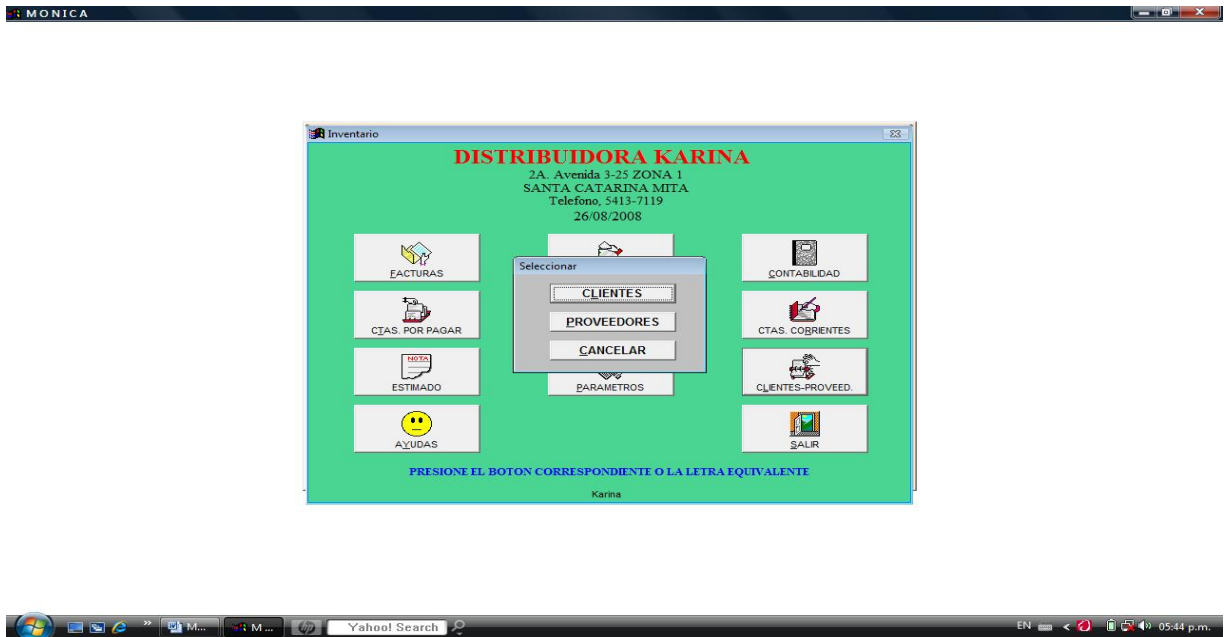 MONICA
Inventario
DISTRIBUIDORA KARINA
2A. Avenida 3-25 ZONA 1
SANTA CATARINA MITA
Telefono, 5413-7119
26/08/2008
FACTURAS
CONTABILIDAD
Seleccionar
CLIENTES
PROVEEDORES
CANCELAR
CTAS. POR PAGAR
CTAS. CORRIENTES
NOTA
ESTIMADO
PARAMETROS
CLIENTES-PROVEED.
AYUDAS
SALIR
PRESIONE EL BOTON CORRESPONDIENTE O LA LETRA EQUIVALENTE
Karina
M...
M ...
hp
Yahoo! Search
EN
05:44 p.m.